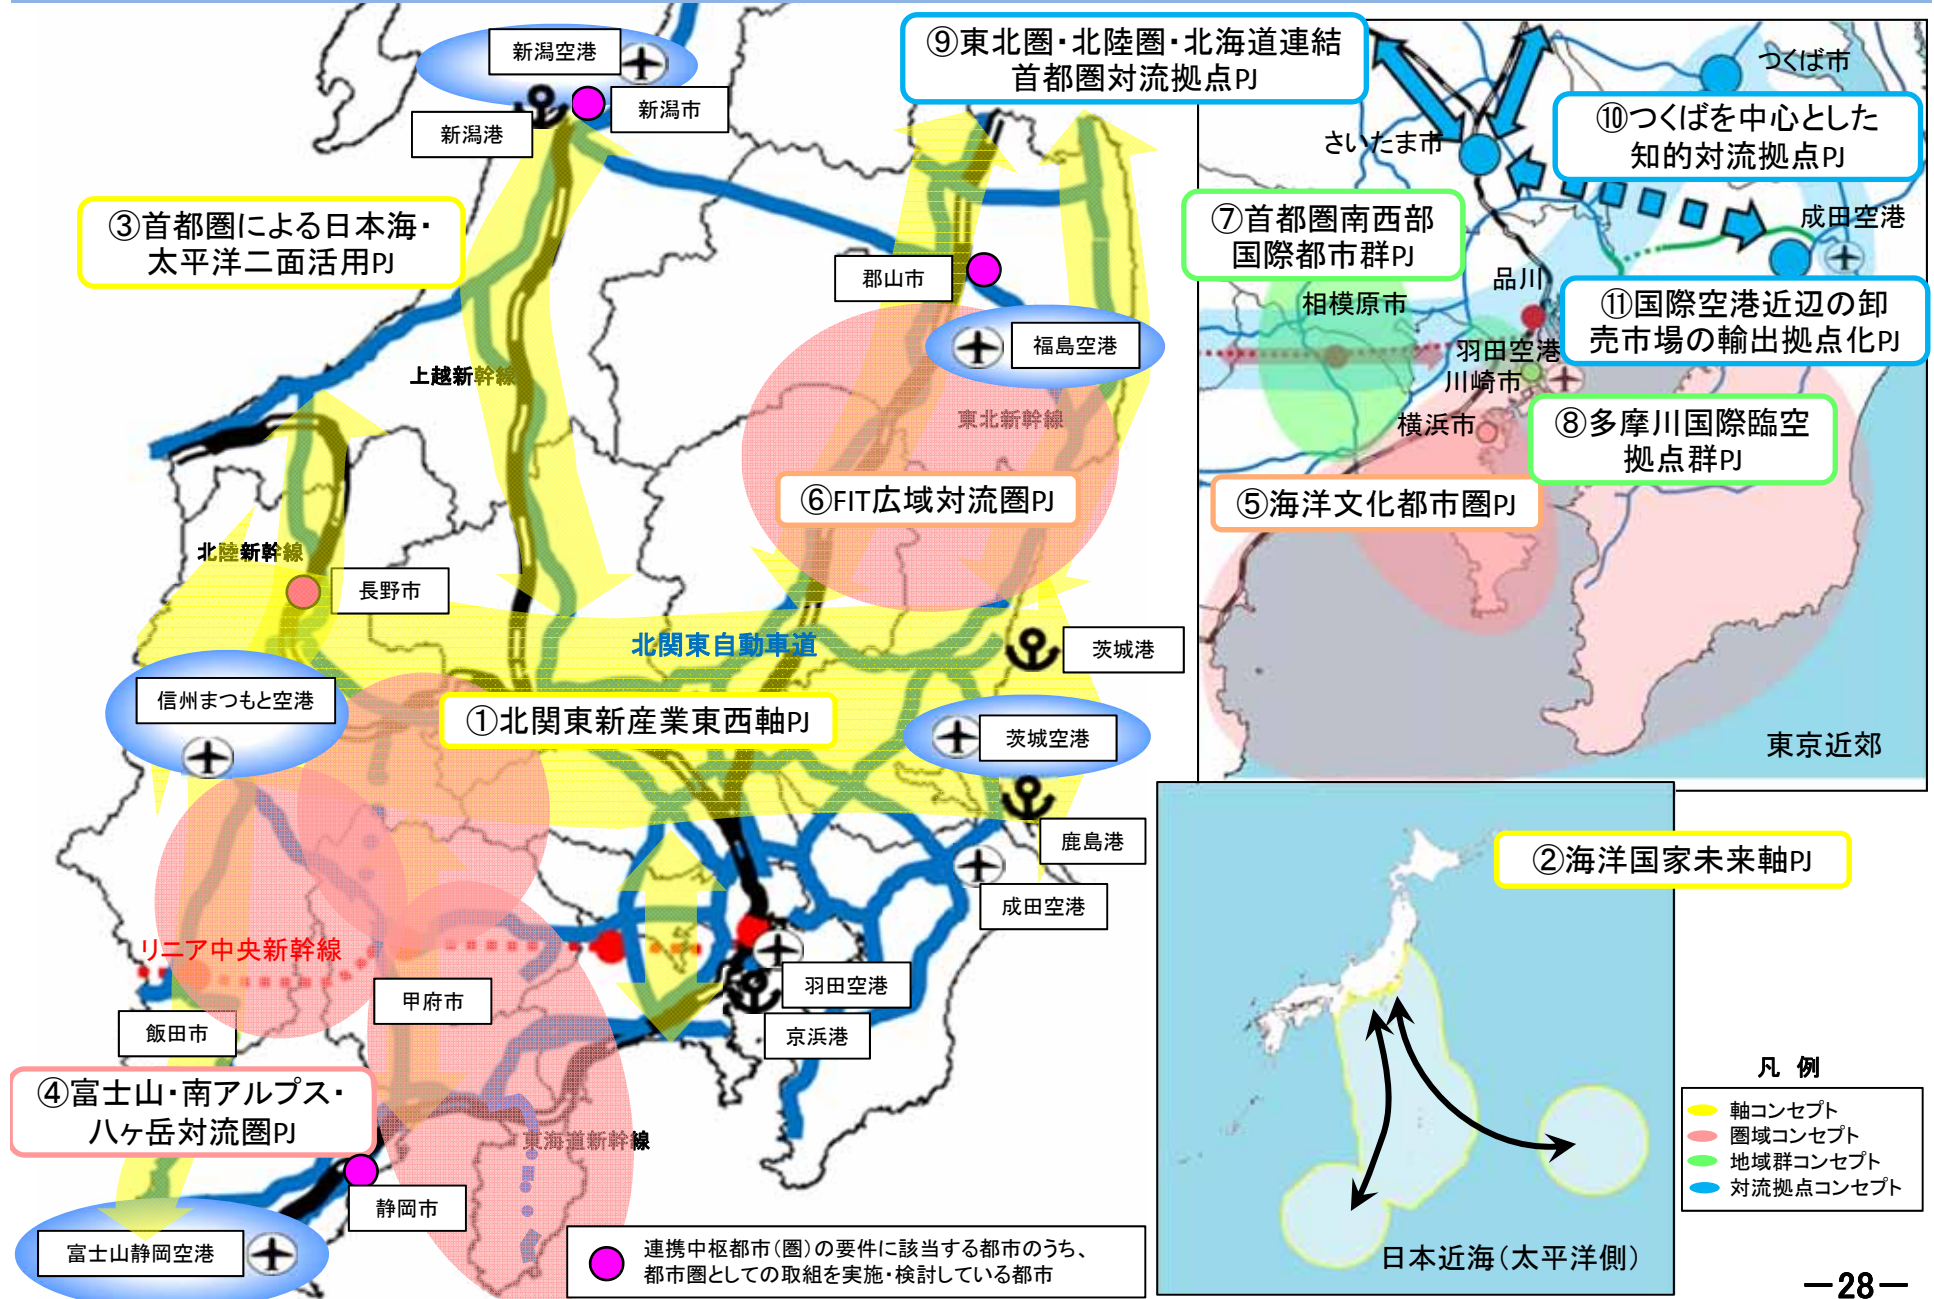 新潟空港
新潟市
新潟港
⑨東北圏・北陸圏・北海道連結
首都圏対流拠点PJ
つくば市
⑩つくばを中心とした
知的対流拠点PJ
さいたま市
③首都圏による日本海・
太平洋二面活用PJ
⑦首都圏南西部
国際都市群PJ
成田空港
郡山市
品川
相模原市
⑪国際空港近辺の卸
売市場の輸出拠点化PJ
福島空港
羽田空港
川崎市
上越新幹線
東北新幹線
横浜市
⑧多摩川国際臨空
拠点群PJ
⑥FIT広域対流圏PJ
⑤海洋文化都市圏PJ
北陸新幹線
長野市
北関東自動車道
茨城港
信州まつもと空港
①北関東新産業東西軸PJ
茨城空港
東京近郊
鹿島港
②海洋国家未来軸PJ
成田空港
リニア中央新幹線
羽田空港
甲府市
飯田市
京浜港
④富士山・南アルプス・
八ヶ岳対流圏PJ
東海道新幹線
静岡市
富士山静岡空港
凡 例
軸コンセプト
圏域コンセプト
地域群コンセプト
対流拠点コンセプト
連携中枢都市（圏）の要件に該当する都市のうち、
都市圏としての取組を実施・検討している都市
日本近海（太平洋側）
－28－